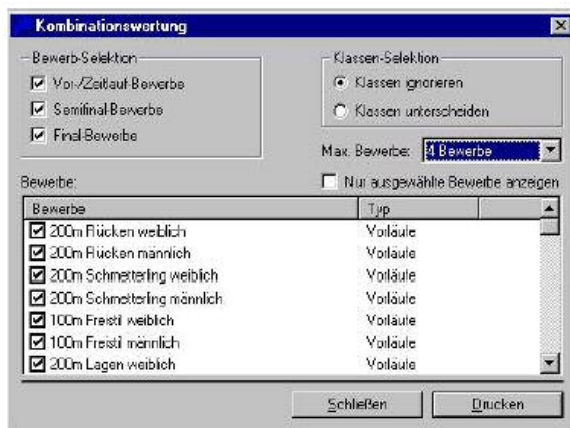 Kombinationswertung
Bewerb-Selektion
Vor-/Zeitlauf-Bewerbe
Semifinal-Bewerbe
Final-Bewerbe
Klassen-Selektion
Klassen ignorieren
Klassen unterscheiden
Max. Bewerbe: 4 Bewerbe
Bewerbe:
Nur ausgewählte Bewerbe anzeigen
Bewerbe Typ
200m Rücken weiblich Vorläufe
200m Rücken männlich Vorläufe
200m Schmetterling weiblich Vorläufe
200m Schmetterling männlich Vorläufe
100m Freistil weiblich Vorläufe
100m Freistil männlich Vorläufe
200m Lagen weiblich Vorläufe
Schließen Drucken